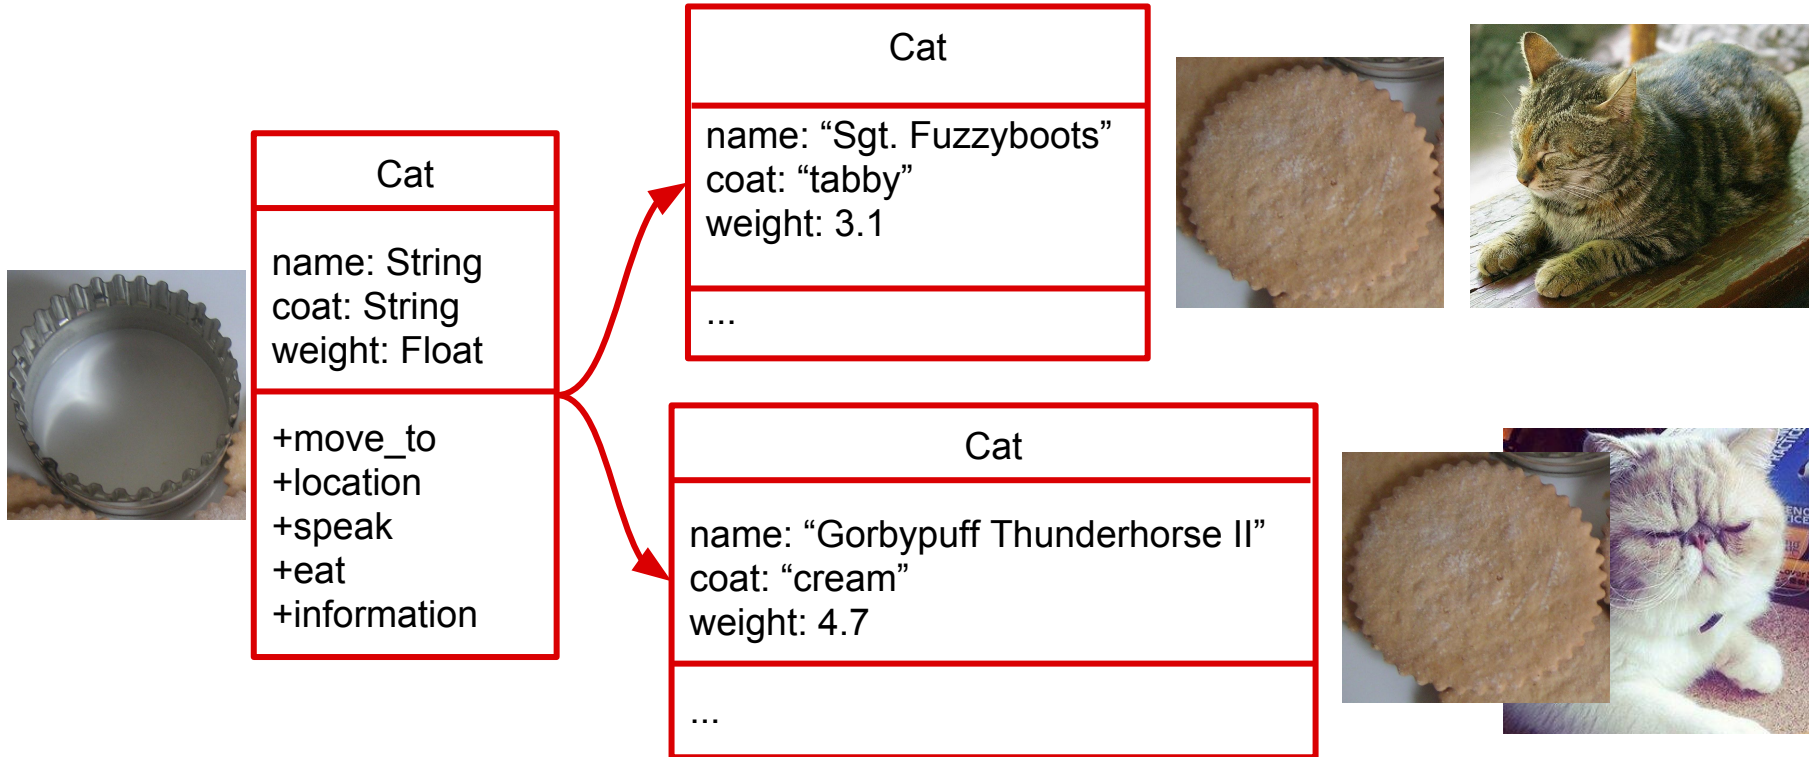 Cat
name: String
coat: String
weight: Float
+move_to
+location
+speak
+eat
+information
Cat
name: “Sgt. Fuzzyboots”
coat: “tabby”
weight: 3.1
...
Cat
name: “Gorbypuff Thunderhorse II”
coat: “cream”
weight: 4.7
...